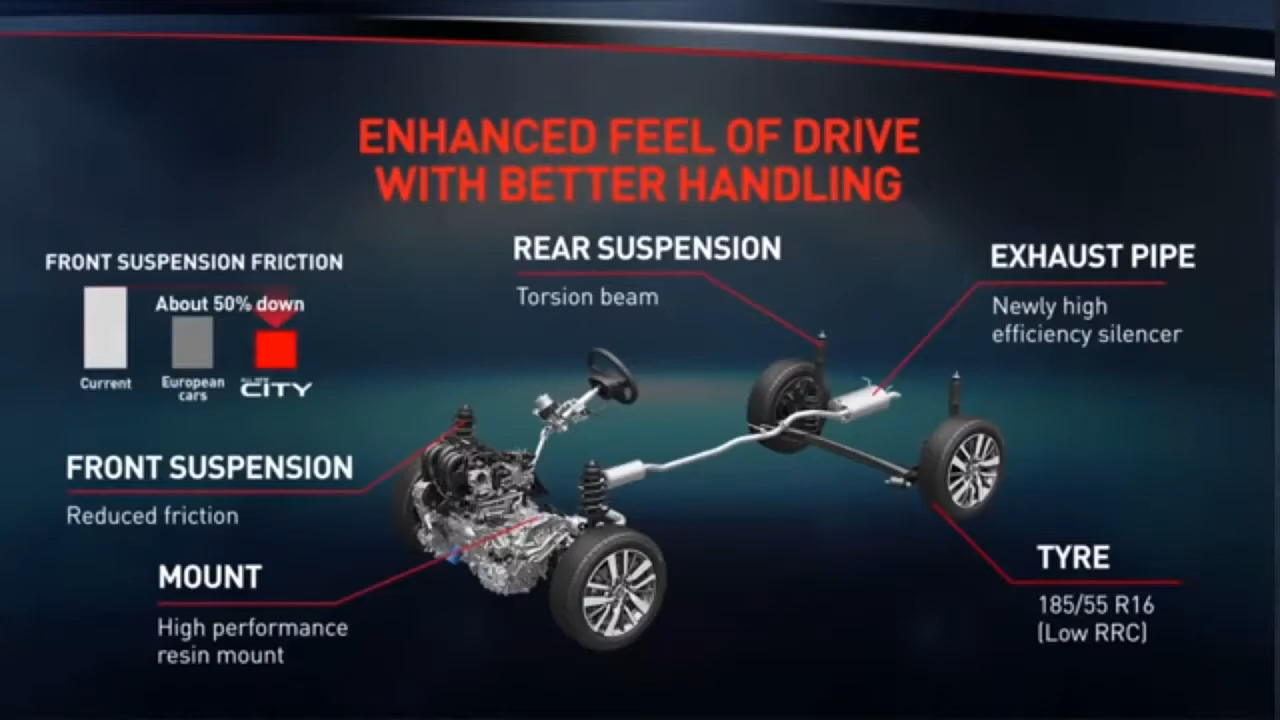 ENHANCED FEEL OF DRIVE
WITH BETTER HANDLING
FRONT SUSPENSION FRICTION
About 50% down
Current
European
cars
CITY
REAR SUSPENSION
Torsion beam
EXHAUST PIPE
Newly high
efficiency silencer
FRONT SUSPENSION
Reduced friction
MOUNT
High performance
resin mount
TYRE
185/55 R16
(Low RRC)